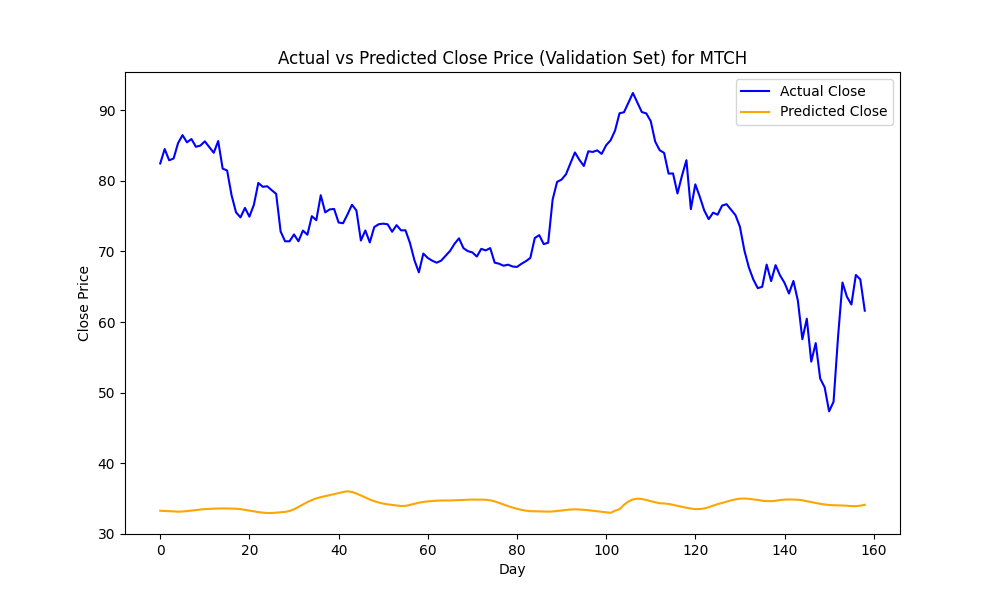 Actual vs Predicted Close Price (Validation Set) for MTCH
Actual Close
Predicted Close
Close Price
90
80
70
60
50
40
30
0 20 40 60 80 100 120 140 160
Day